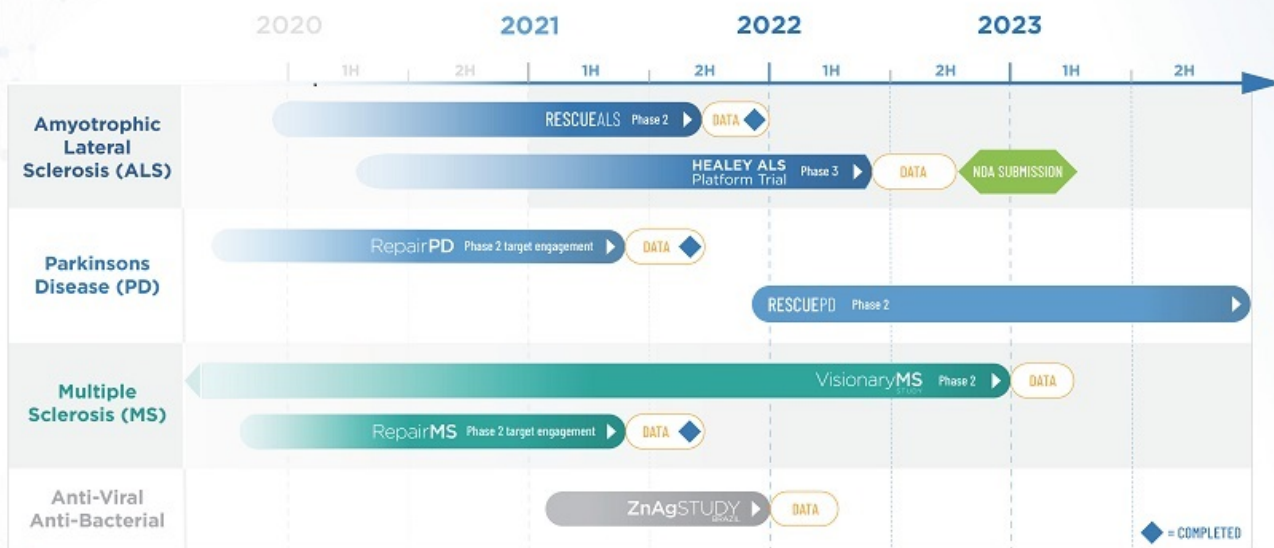 2020 2021 2022 2023
1H 2H 1H 2H 1H 2H 1H 2H
Amyotrophic
Lateral
Sclerosis (ALS)
RESCUEALS Phase 2 DATA
HEALEY ALS
Platform Trial Phase 3 DATA NDA SUBMISSION
Parkinsons
Disease (PD)
RepairPD Phase 2 target engagement DATA
RESCUEPD Phase 2
Multiple
Sclerosis (MS)
VisionaryMS Phase 2 DATA
STUDY
RepairMS Phase 2 target engagement DATA
Anti-Viral
Anti-Bacterial
ZnAgSTUDY DATA
BRAZIL
= COMPLETED